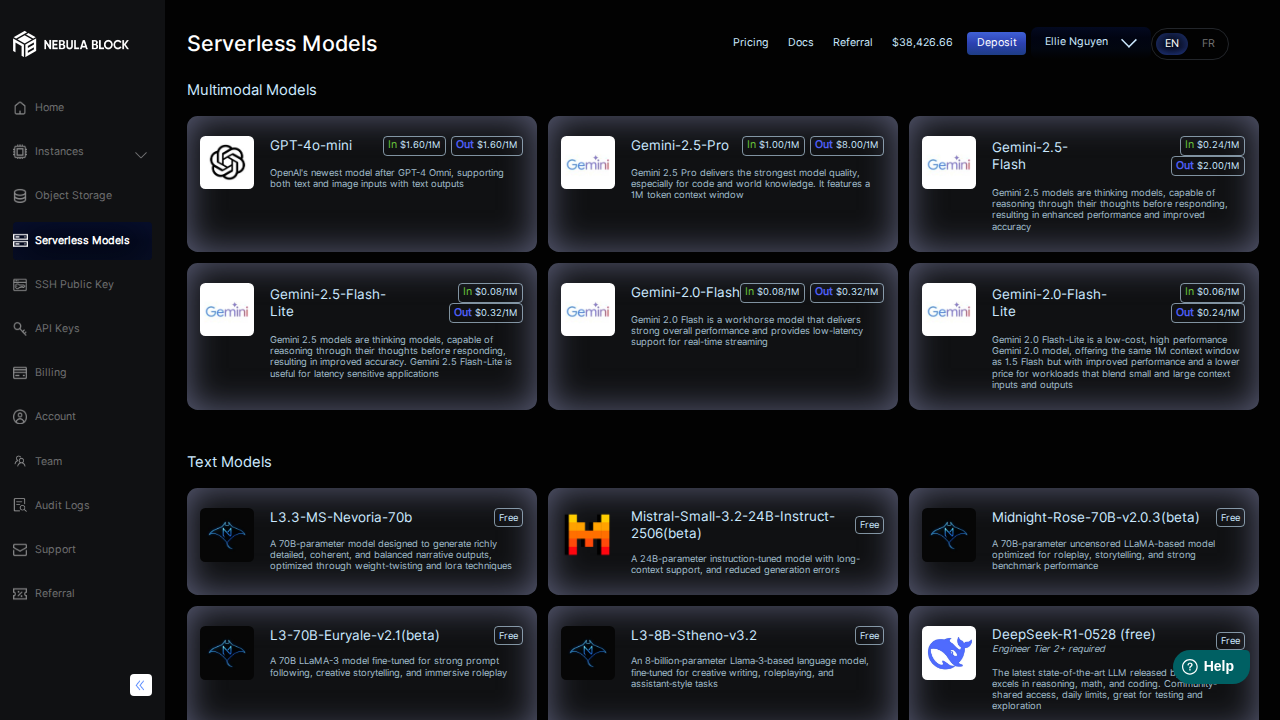 NEBULA BLOCK
Home
Instances
Object Storage
Serverless Models
SSH Public Key
API Keys
Billing
Account
Team
Audit Logs
Support
Referral
Serverless Models
Pricing
Docs
Referral
$38,426.66
Deposit
Ellie Nguyen
EN
FR
Multimodal Models
GPT-4o-mini
In $1.60/1M
Out $1.60/1M
OpenAI's newest model after GPT-4 Omni, supporting
both text and image inputs with text outputs
Gemini
Gemini-2.5-Pro
In $1.00/1M
Out $8.00/1M
Gemini 2.5 Pro delivers the strongest model quality,
especially for code and world knowledge. It features a
1M token context window
Gemini
Gemini-2.5-
Flash
In $0.24/1M
Out $2.00/1M
Gemini 2.5 models are thinking models, capable of
reasoning through their thoughts before responding,
resulting in enhanced performance and improved
accuracy
Gemini
Gemini-2.5-Flash-
Lite
In $0.08/1M
Out $0.32/1M
Gemini 2.5 models are thinking models, capable of
reasoning through their thoughts before responding,
resulting in improved accuracy. Gemini 2.5 Flash-Lite is
useful for latency sensitive applications
Gemini
Gemini-2.0-Flash
In $0.08/1M
Out $0.32/1M
Gemini 2.0 Flash is a workhorse model that delivers
strong overall performance and provides low-latency
support for real-time streaming
Gemini
Gemini-2.0-Flash-
Lite
In $0.06/1M
Out $0.24/1M
Gemini 2.0 Flash-Lite is a low-cost, high performance
Gemini 2.0 model, offering the same 1M context window
as 1.5 Flash but with improved performance and a lower
price for workloads that blend small and large context
inputs and outputs
Text Models
L3.3-MS-Nevoria-70b
Free
A 70B-parameter model designed to generate richly
detailed, coherent, and balanced narrative outputs,
optimized through weight-twisting and lora techniques
Mistral-Small-3.2-24B-Instruct-
2506(beta)
Free
A 24B-parameter instruction-tuned model with long-
context support, and reduced generation errors
Midnight-Rose-70B-v2.0.3(beta)
Free
A 70B-parameter uncensored LLaMA-based model
optimized for roleplay, storytelling, and strong
benchmark performance
L3-70B-Euryale-v2.1(beta)
Free
A 70B LLaMA-3 model fine-tuned for strong prompt
following, creative storytelling, and immersive roleplay
L3-8B-Stheno-v3.2
Free
An 8-billion-parameter Llama-3-based language model,
fine-tuned for creative writing, roleplaying, and
assistant-style tasks
DeepSeek-R1-0528 (free)
Engineer Tier 2+ required
Free
The latest state-of-the-art LLM released
excels in reasoning, math, and coding. Community-
shared access, daily limits, great for testing and
exploration
Help